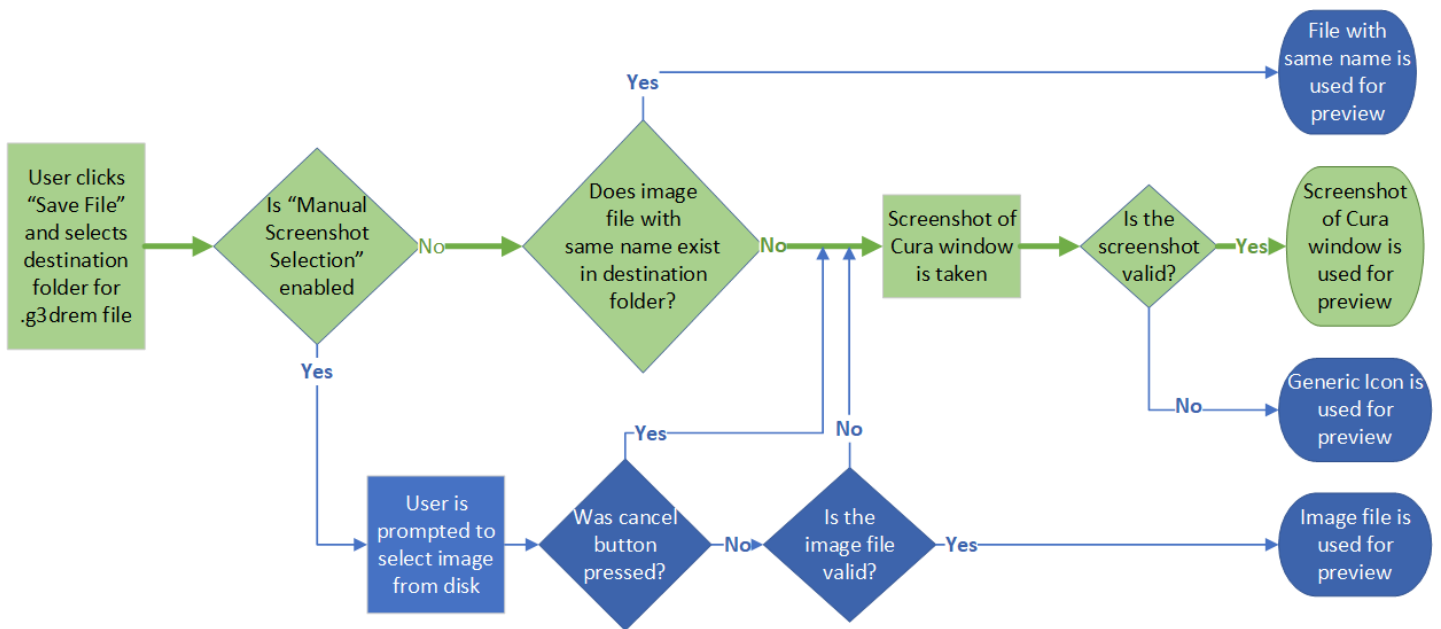 User clicks
“Save File”
and selects
destination
folder for
.g3drem file
Is “Manual
Screenshot
Selection”
enabled
No
Yes
Does image
file with
same name exist
in destination
folder?
Yes
No
File with
same name is
used for
preview
Screenshot of
Cura window
is taken
Is the
screenshot
valid?
Yes
No
Screenshot
of Cura
window is
used for
preview
Generic Icon is
used for
preview
User is
prompted to
select image
from disk
Was cancel
button
pressed?
Yes
No
Is the
image file
valid?
No
Yes
Image file is
used for
preview